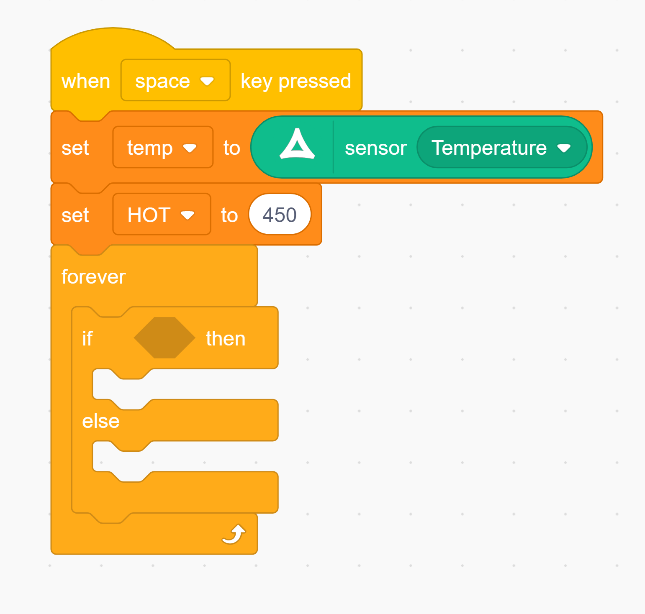 when space key pressed
set temp to sensor Temperature
set HOT to 450
forever
if then
else